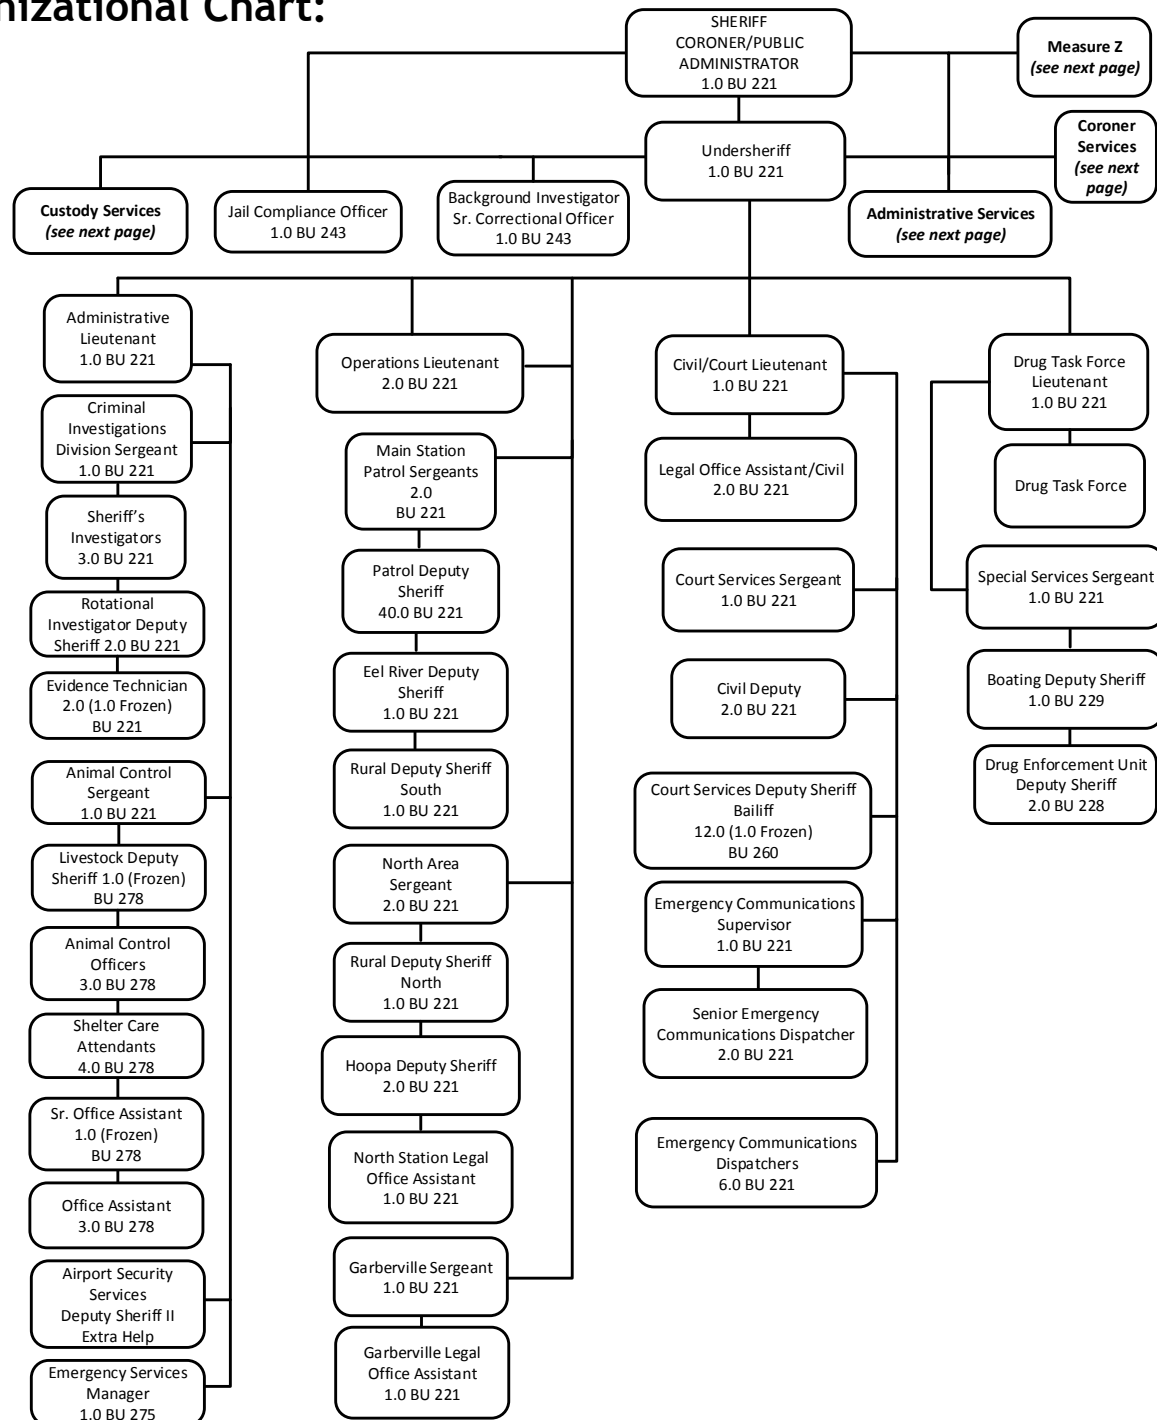 nizational Chart:
SHERIFF
CORONER/PUBLIC
ADMINISTRATOR
1.0 BU 221
Measure Z
(see next page)
Undersheriff
1.0 BU 221
Coroner
Services
(see next
page)
Custody Services
(see next page)
Jail Compliance Officer
1.0 BU 243
Background Investigator
Sr. Correctional Officer
1.0 BU 243
Administrative Services
(see next page)
Administrative
Lieutenant
1.0 BU 221
Criminal
Investigations
Division Sergeant
1.0 BU 221
Sheriff’s
Investigators
3.0 BU 221
Rotational
Investigator Deputy
Sheriff 2.0 BU 221
Evidence Technician
2.0 (1.0 Frozen)
BU 221
Animal Control
Sergeant
1.0 BU 221
Livestock Deputy
Sheriff 1.0 (Frozen)
BU 278
Animal Control
Officers
3.0 BU 278
Shelter Care
Attendants
4.0 BU 278
Sr. Office Assistant
1.0 (Frozen)
BU 278
Office Assistant
3.0 BU 278
Airport Security
Services
Deputy Sheriff II
Extra Help
Emergency Services
Manager
1.0 BU 275
Operations Lieutenant
2.0 BU 221
Main Station
Patrol Sergeants
2.0
BU 221
Patrol Deputy
Sheriff
40.0 BU 221
Eel River Deputy
Sheriff
1.0 BU 221
Rural Deputy Sheriff
South
1.0 BU 221
North Area
Sergeant
2.0 BU 221
Rural Deputy Sheriff
North
1.0 BU 221
Hoopa Deputy Sheriff
2.0 BU 221
North Station Legal
Office Assistant
1.0 BU 221
Garberville Sergeant
1.0 BU 221
Garberville Legal
Office Assistant
1.0 BU 221
Civil/Court Lieutenant
1.0 BU 221
Legal Office Assistant/Civil
2.0 BU 221
Court Services Sergeant
1.0 BU 221
Civil Deputy
2.0 BU 221
Court Services Deputy Sheriff
Bailiff
12.0 (1.0 Frozen)
BU 260
Emergency Communications
Supervisor
1.0 BU 221
Senior Emergency
Communications Dispatcher
2.0 BU 221
Emergency Communications
Dispatchers
6.0 BU 221
Drug Task Force
Lieutenant
1.0 BU 221
Drug Task Force
Special Services Sergeant
1.0 BU 221
Boating Deputy Sheriff
1.0 BU 229
Drug Enforcement Unit
Deputy Sheriff
2.0 BU 228